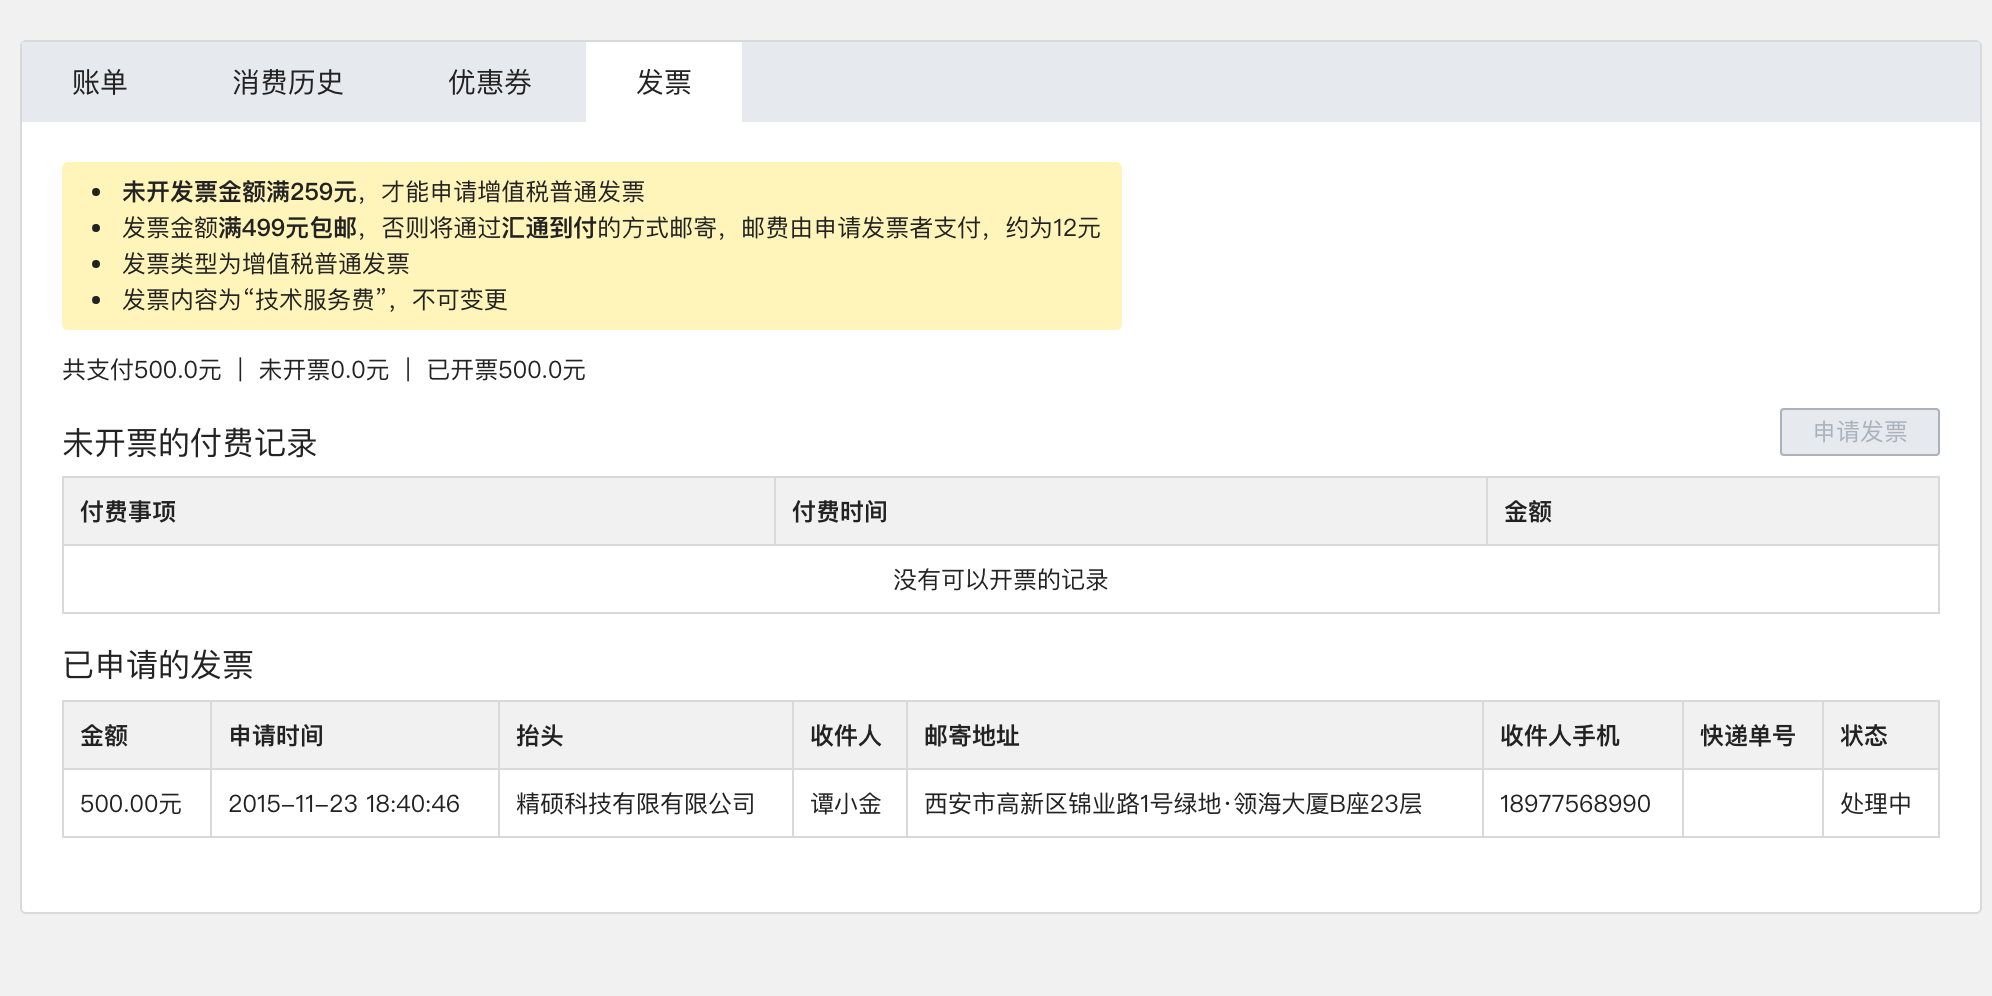 账单 消费历史 优惠券 发票
未开发票金额满259元，才能申请增值税普通发票
发票金额满499元包邮，否则将通过汇通到付的方式邮寄，邮费由申请发票者支付，约为12元
发票类型为增值税普通发票
发票内容为“技术服务费”，不可变更
共支付500.0元 | 未开票0.0元 | 已开票500.0元
未开票的付费记录 申请发票
付费事项 付费时间 金额
没有可以开票的记录
已申请的发票
金额 申请时间 抬头 收件人 邮寄地址 收件人手机 快递单号 状态
500.00元 2015-11-23 18:40:46 精硕科技有限有限公司 谭小金 西安市高新区锦业路1号绿地·领海大厦B座23层 18977568990 处理中